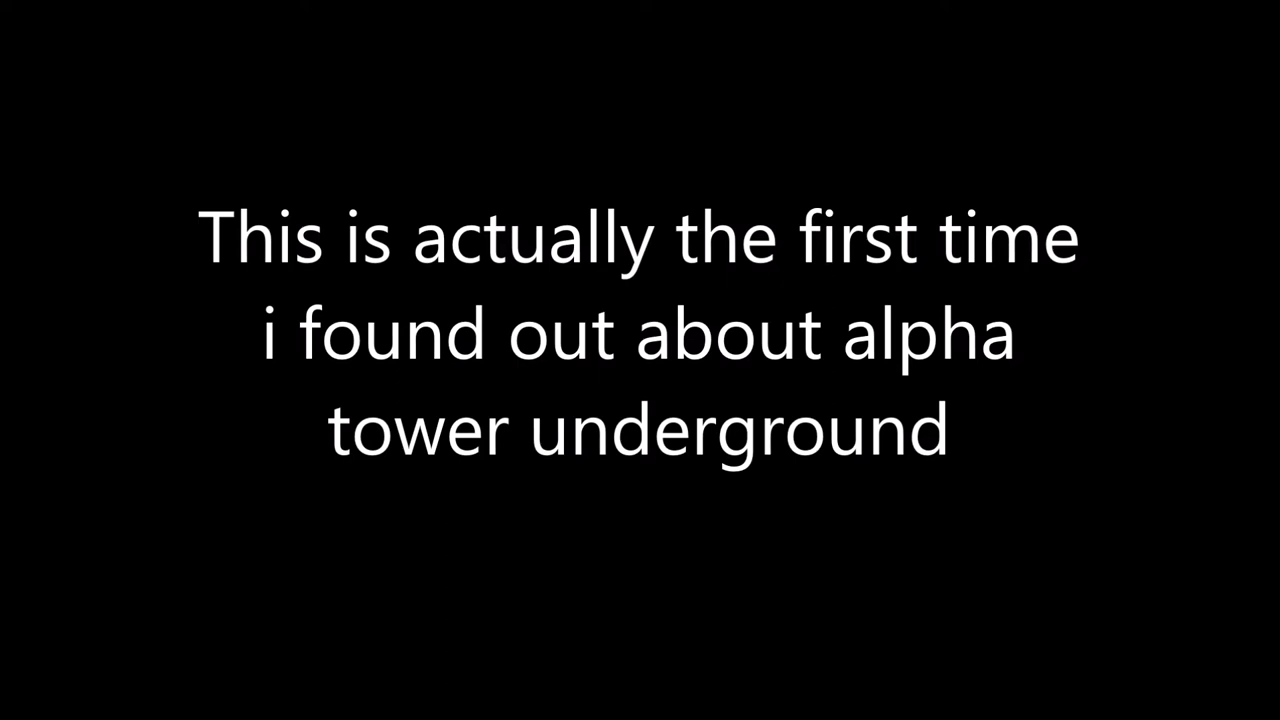 This is actually the first time
i found out about alpha
tower underground